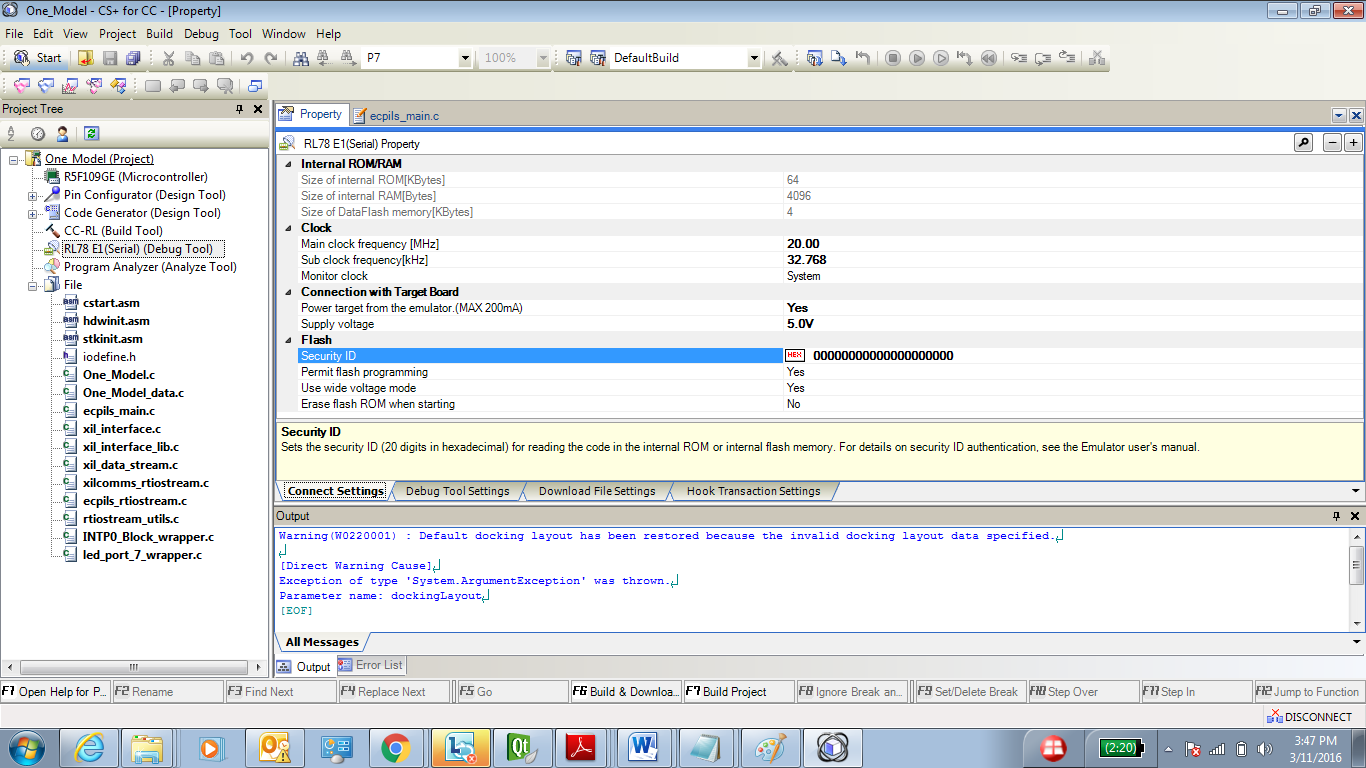 One_Model - CS+ for CC - [Property]
File Edit View Project Build Debug Tool Window Help
Start P7 100% DefaultBuild
Project Tree
Property ecpils_main.c
RL78 E1(Serial) Property
One_Model (Project)
R5F109GE (Microcontroller)
Pin Configurator (Design Tool)
Code Generator (Design Tool)
CC-RL (Build Tool)
RL78 E1(Serial) (Debug Tool)
Program Analyzer (Analyze Tool)
File
cstart.asm
hdwinit.asm
stkinit.asm
iodefine.h
One_Model.c
One_Model_data.c
ecpils_main.c
xil_interface.c
xil_interface_lib.c
xil_data_stream.c
xilcomms_rtiostream.c
ecpils_rtiostream.c
rtiostream_utils.c
INTP0_Block_wrapper.c
led_port_7_wrapper.c
Internal ROM/RAM
Size of internal ROM[KBytes] 64
Size of internal RAM[Bytes] 4096
Size of DataFlash memory[KBytes] 4
Clock
Main clock frequency [MHz] 20.00
Sub clock frequency[kHz] 32.768
Monitor clock System
Connection with Target Board
Power target from the emulator.(MAX 200mA) Yes
Supply voltage 5.0V
Flash
Security ID HEX 00000000000000000000
Permit flash programming Yes
Use wide voltage mode Yes
Erase flash ROM when starting No
Security ID
Sets the security ID (20 digits in hexadecimal) for reading the code in the internal ROM or internal flash memory. For details on security ID authentication, see the Emulator user's manual.
Connect Settings Debug Tool Settings Download File Settings Hook Transaction Settings
Output
Warning(W0220001) : Default docking layout has been restored because the invalid docking layout data specified.
[Direct Warning Cause]
Exception of type 'System.ArgumentException' was thrown.
Parameter name: dockingLayout
[EOF]
All Messages
Output Error List
F1 Open Help for P... F2 Rename F3 Find Next F4 Replace Next F5 Go F6 Build & Downloa... F7 Build Project F8 Ignore Break an... F9 Set/Delete Break F10 Step Over F11 Step In F12 Jump to Function
DISCONNECT
(2:20)
3:47 PM
3/11/2016